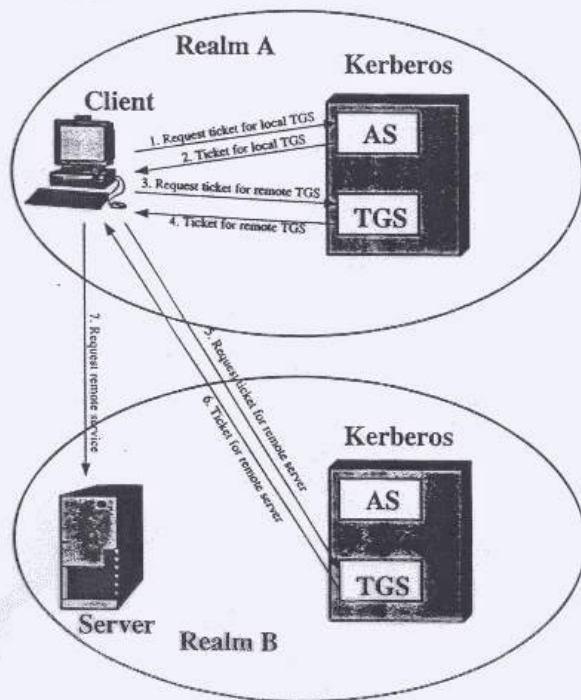 Realm A
Kerberos
Client
1. Request ticket for local TGS
AS
2. Ticket for local TGS
3. Request ticket for remote TGS
TGS
4. Ticket for remote TGS
5. Request ticket for remote server
6. Ticket for remote server
7. Request remote service
Kerberos
AS
TGS
Server
Realm B